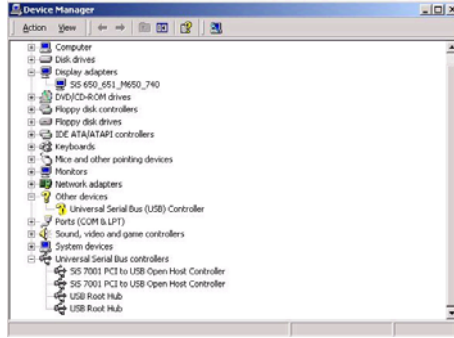 Device Manager
Action View
Computer
Disk drives
Display adapters
SiS 650_651_M650_740
DVD/CD-ROM drives
Floppy disk controllers
Floppy disk drives
IDE ATA/ATAPI controllers
Keyboards
Mice and other pointing devices
Monitors
Network adapters
Other devices
Universal Serial Bus (USB) Controller
Ports (COM & LPT)
Sound, video and game controllers
System devices
Universal Serial Bus controllers
SiS 7001 PCI to USB Open Host Controller
SiS 7001 PCI to USB Open Host Controller
USB Root Hub
USB Root Hub